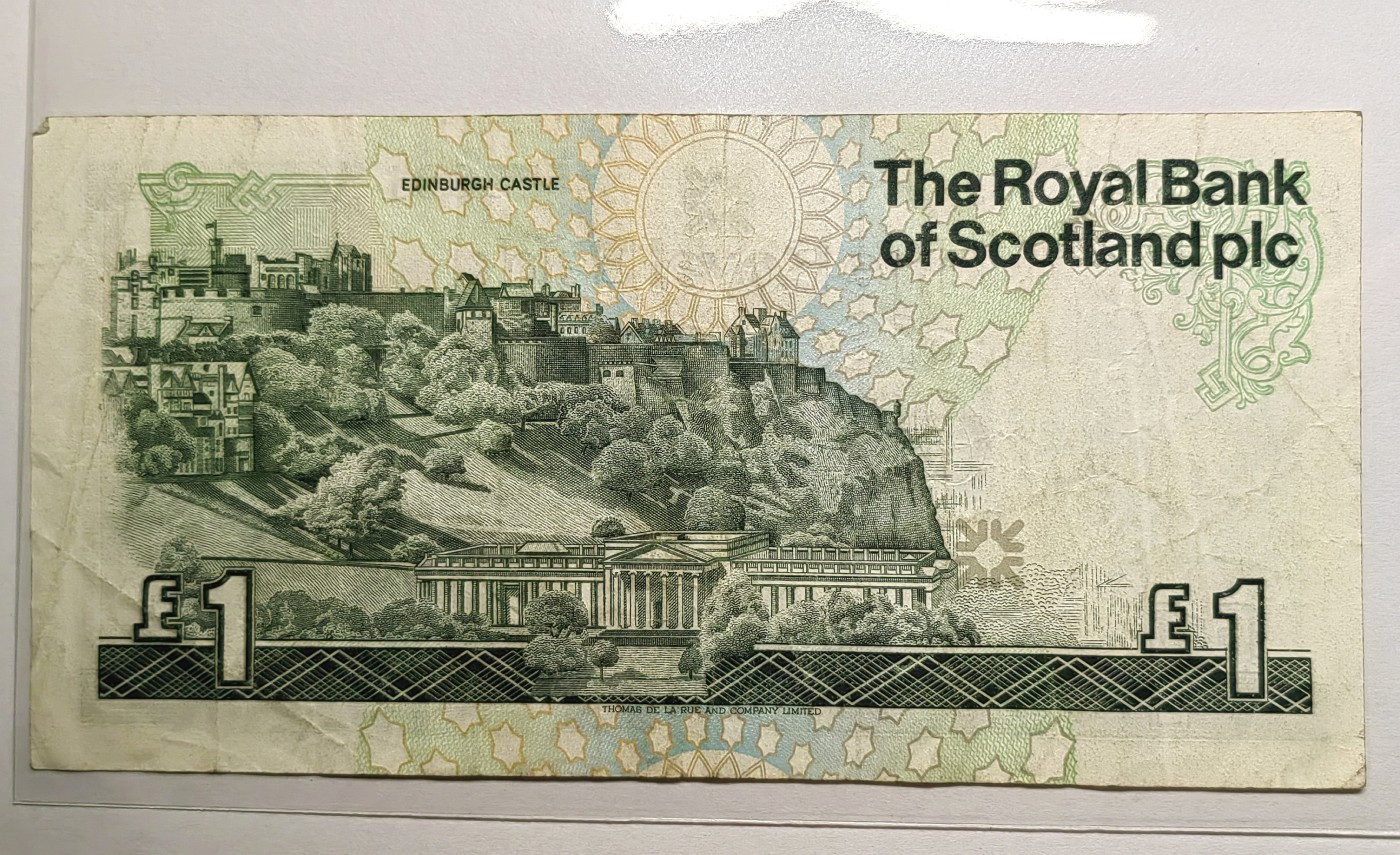 EDINBURGH CASTLE
The Royal Bank
of Scotland plc
£1
£1
THOMAS DE LA RUE AND COMPANY LIMITED